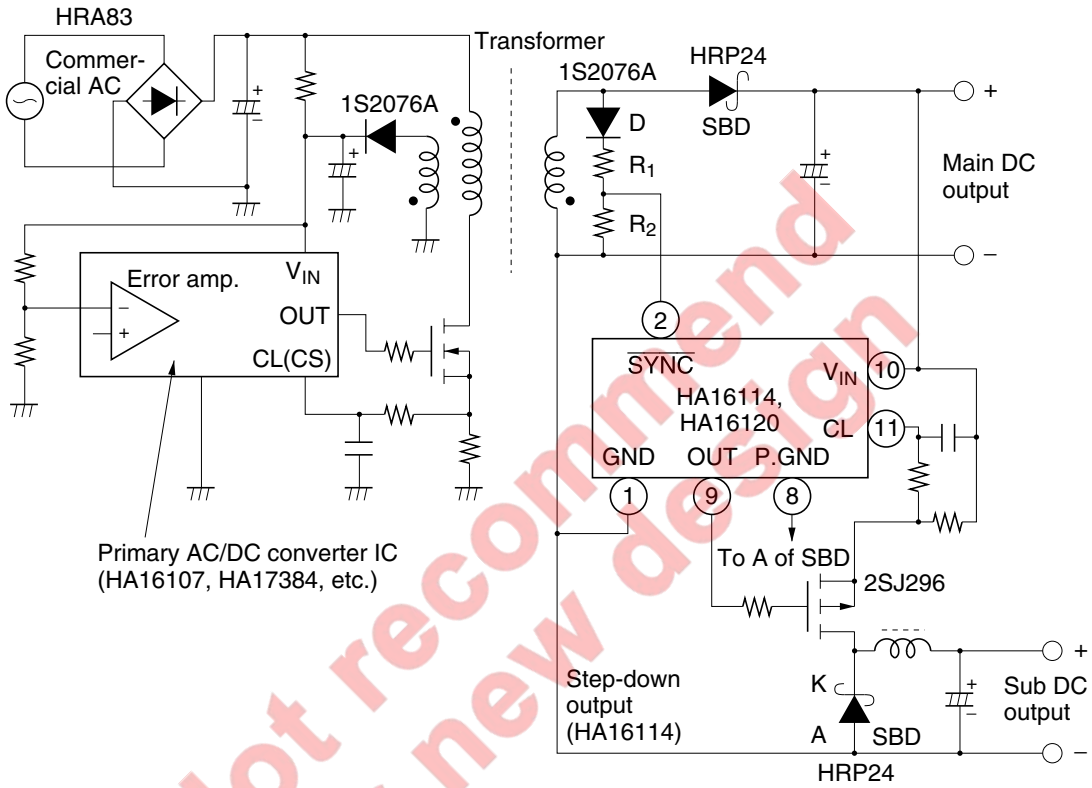 HRA83
Commer-
cial AC
+
−
1S2076A
+
−
Transformer
1S2076A
HRP24
SBD
D
R1
R2
+
−
+
Main DC
output
−
Error amp.
−
+
VIN
OUT
CL(CS)
Primary AC/DC converter IC
(HA16107, HA17384, etc.)
2
SYNC
HA16114,
HA16120
VIN
10
CL
11
GND
OUT
P.GND
1
9
8
To A of SBD
2SJ296
Step-down
output
(HA16114)
K
A
SBD
HRP24
+
−
+
Sub DC
output
−
Not recommend
new design